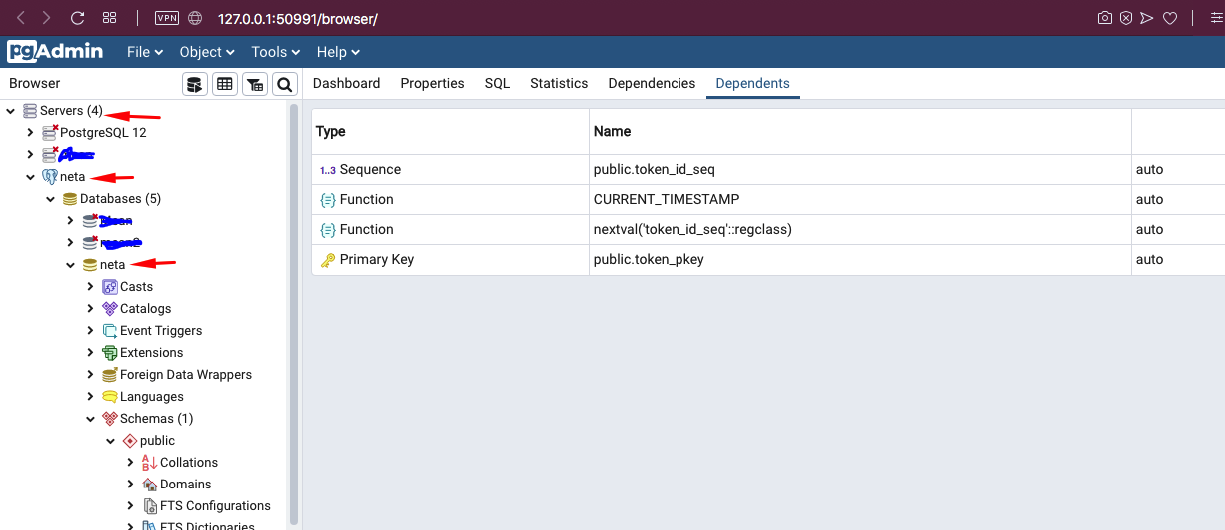 VPN 127.0.0.1:50991/browser/
pgAdmin File Object Tools Help
Browser Dashboard Properties SQL Statistics Dependencies Dependents
Servers (4)
PostgreSQL 12
neta
Databases (5)
neta
Casts
Catalogs
Event Triggers
Extensions
Foreign Data Wrappers
Languages
Schemas (1)
public
Collations
Domains
FTS Configurations
FTS Dictionaries
Type Name
1..3 Sequence public.token_id_seq auto
Function CURRENT_TIMESTAMP auto
Function nextval('token_id_seq'::regclass) auto
Primary Key public.token_pkey auto